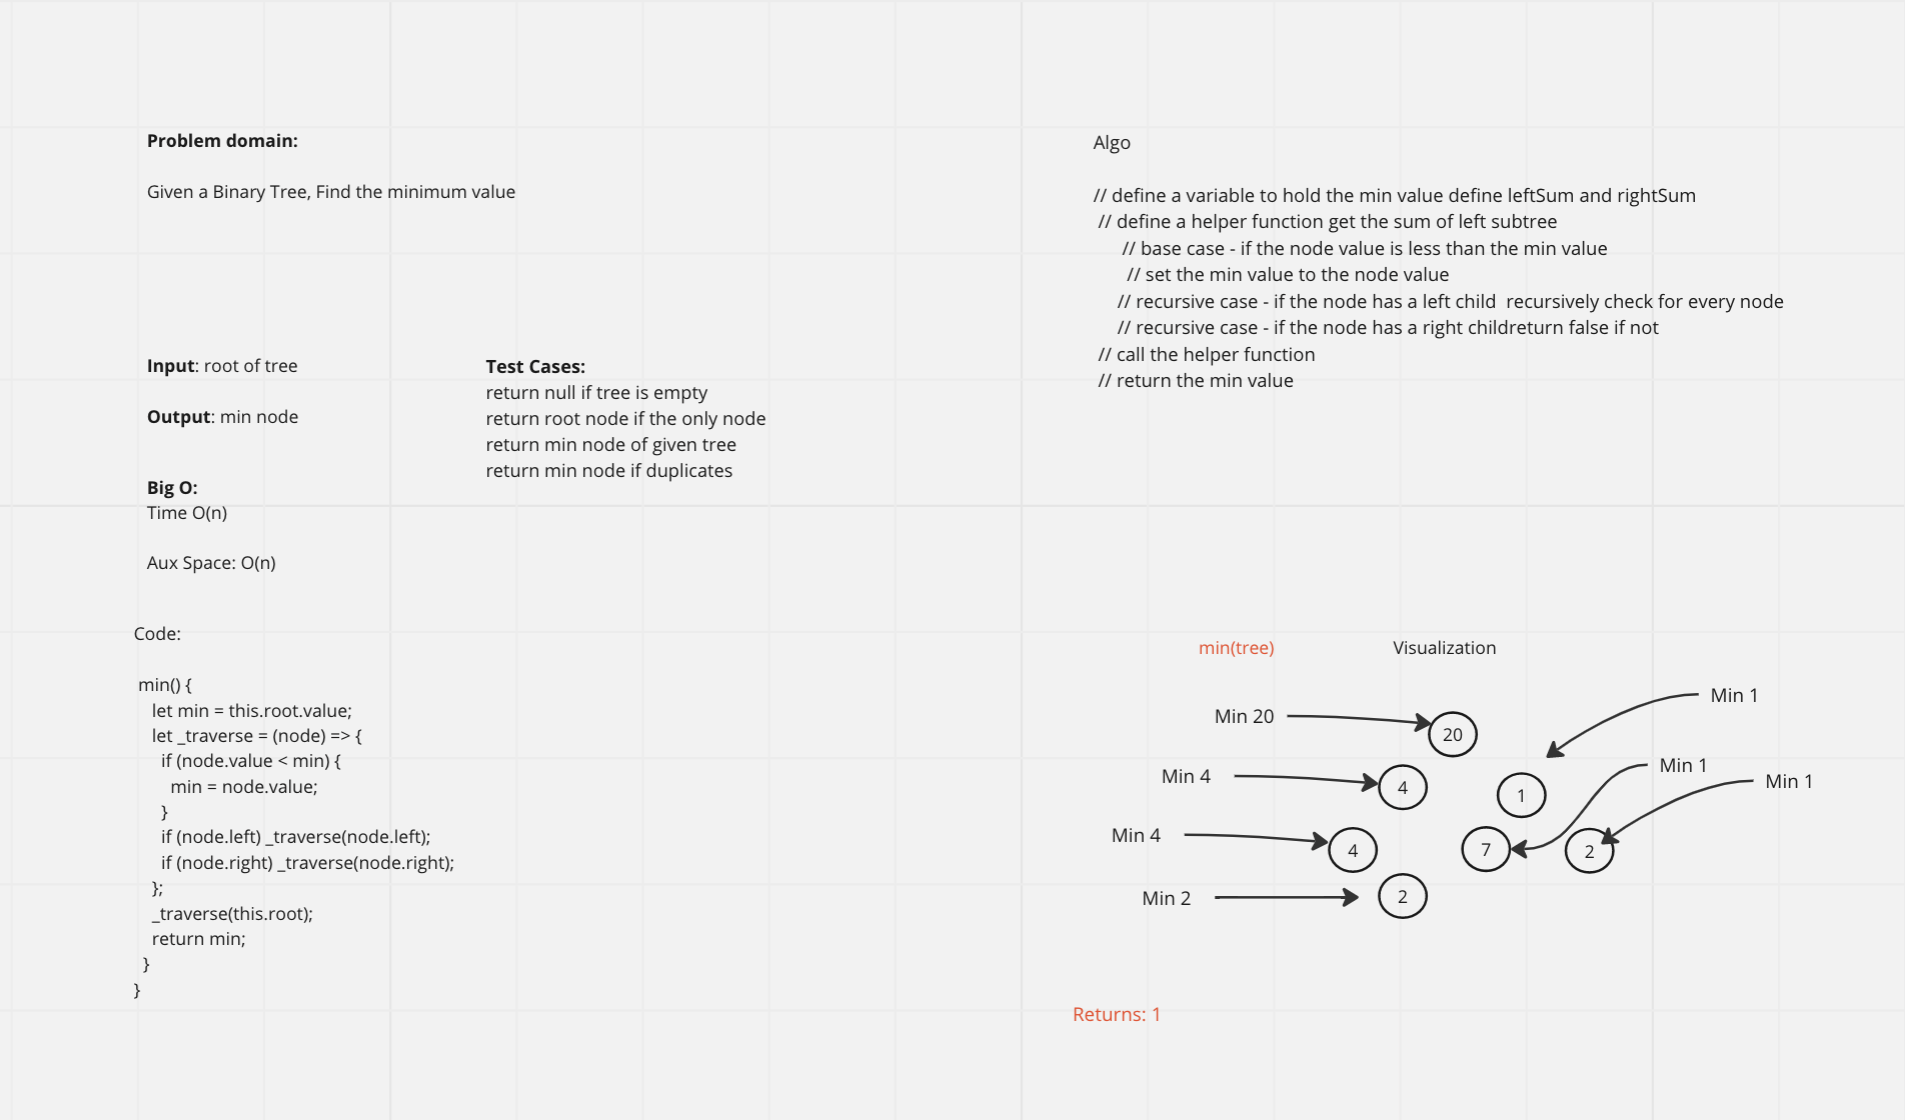 Problem domain:
Given a Binary Tree, Find the minimum value
Input: root of tree
Output: min node
Big O:
Time O(n)
Aux Space: O(n)
Test Cases:
return null if tree is empty
return root node if the only node
return min node of given tree
return min node if duplicates
Code:
min() {
let min = this.root.value;
let _traverse = (node) => {
if (node.value < min) {
min = node.value;
}
if (node.left) _traverse(node.left);
if (node.right) _traverse(node.right);
};
_traverse(this.root);
return min;
}
}
Algo
// define a variable to hold the min value define leftSum and rightSum
// define a helper function get the sum of left subtree
// base case - if the node value is less than the min value
// set the min value to the node value
// recursive case - if the node has a left child  recursively check for every node
// recursive case - if the node has a right childreturn false if not
// call the helper function
// return the min value
min(tree)
Visualization
Min 1
Min 20
20
Min 1
Min 4
4
1
Min 1
Min 4
4
7
2
Min 2
2
Returns: 1